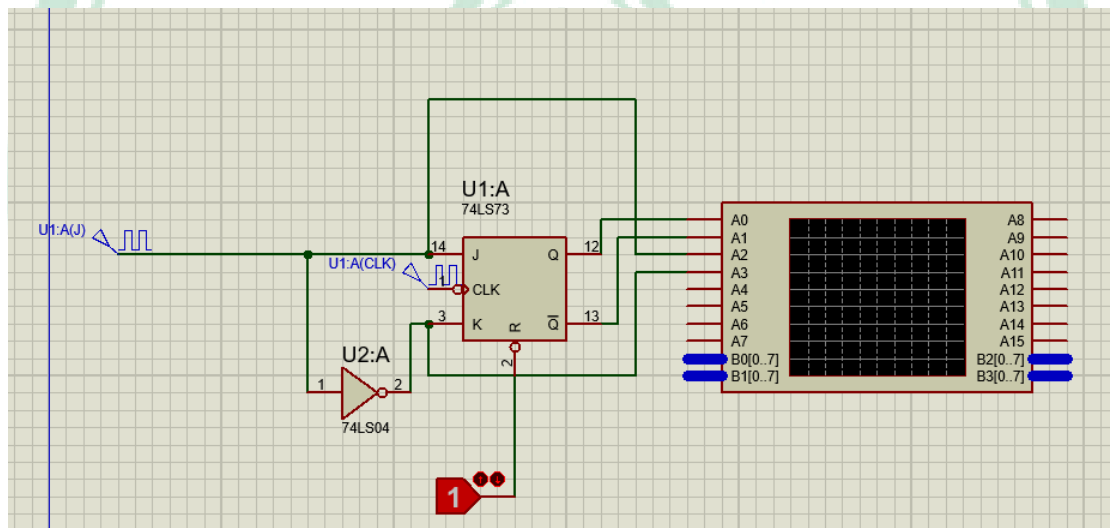 U1:A
74LS73
U1:A(J)
14
J
Q
12
U1:A(CLK)
1
CLK
3
K
R
Q
13
2
U2:A
1
2
74LS04
1
A0
A1
A2
A3
A4
A5
A6
A7
B0[0..7]
B1[0..7]
A8
A9
A10
A11
A12
A13
A14
A15
B2[0..7]
B3[0..7]